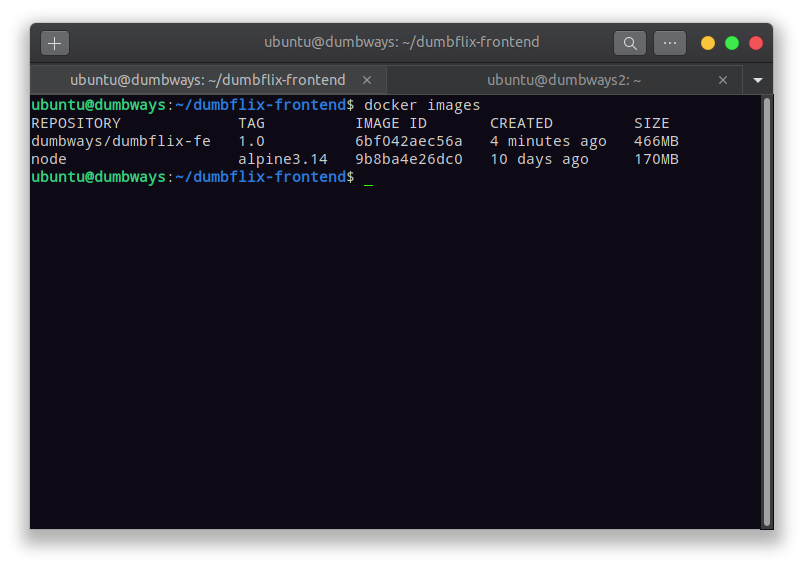 ubuntu@dumbways: ~/dumbflix-frontend
ubuntu@dumbways: ~/dumbflix-frontend × ubuntu@dumbways2: ~ ×
ubuntu@dumbways:~/dumbflix-frontend$ docker images
REPOSITORY TAG IMAGE ID CREATED SIZE
dumbways/dumbflix-fe 1.0 6bf042aec56a 4 minutes ago 466MB
node alpine3.14 9b8ba4e26dc0 10 days ago 170MB
ubuntu@dumbways:~/dumbflix-frontend$ _